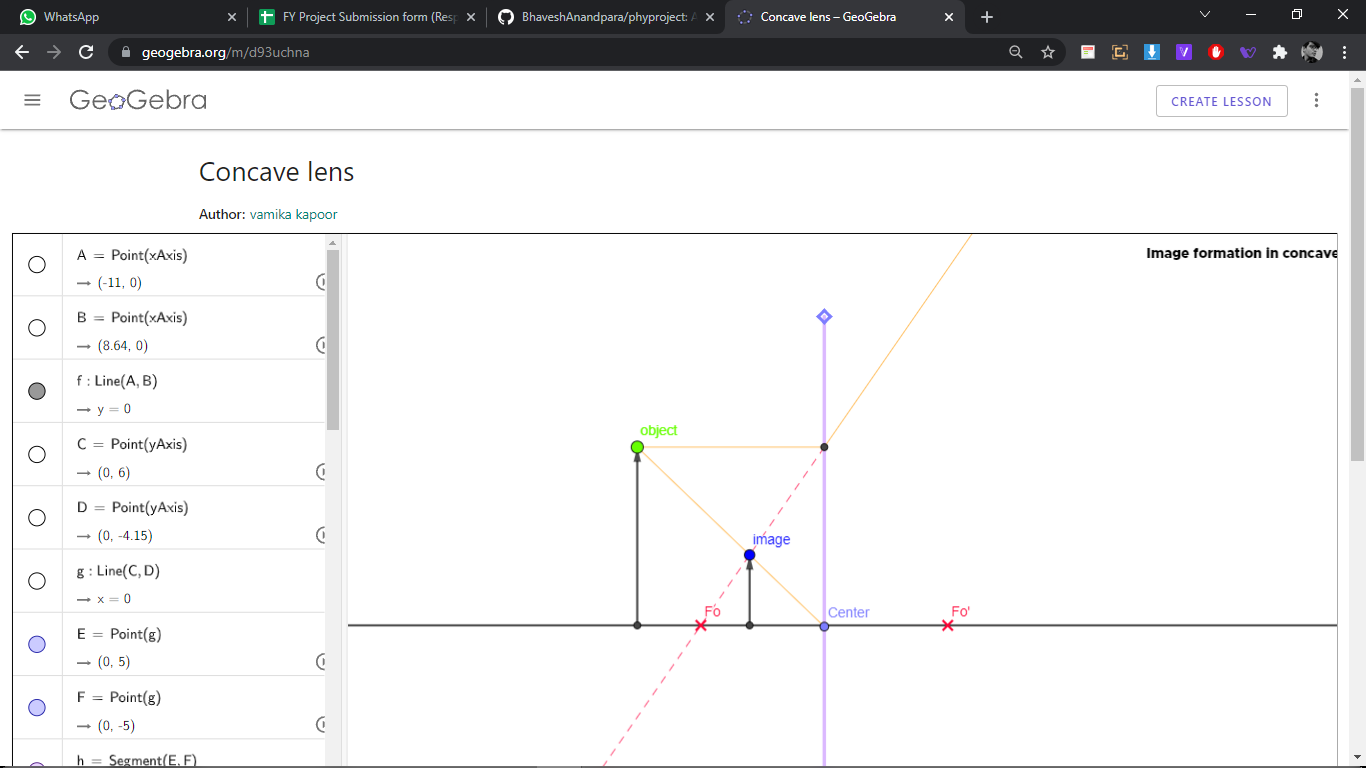 WhatsApp
FY Project Submission form (Resp
BhaveshAnandpara/phyproject: A
Concave lens – GeoGebra
geogebra.org/m/d93uchna
GeoGebra
CREATE LESSON
Concave lens
Author: vamika kapoor
A = Point(xAxis)
→ (-11, 0)
B = Point(xAxis)
→ (8.64, 0)
f : Line(A, B)
→ y = 0
C = Point(yAxis)
→ (0, 6)
D = Point(yAxis)
→ (0, -4.15)
g : Line(C, D)
→ x = 0
E = Point(g)
→ (0, 5)
F = Point(g)
→ (0, -5)
h = Segment(E, F)
Image formation in concave
object
image
Fo
Center
Fo'